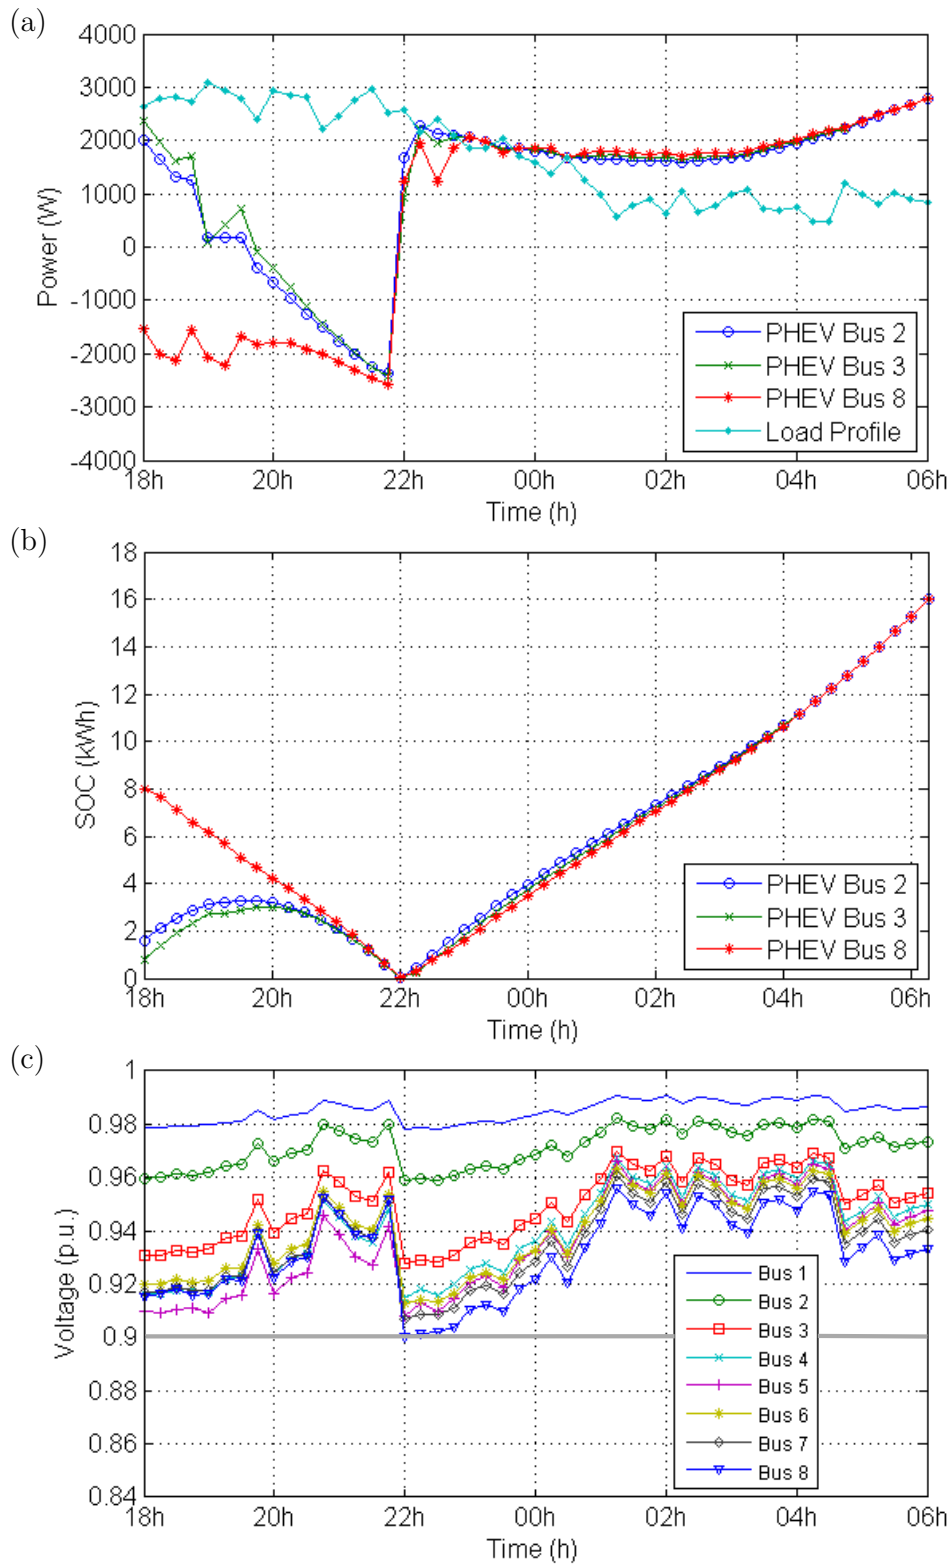 (a)
4000
3000
2000
1000
0
-1000
-2000
-3000
-4000
Power (W)
PHEV Bus 2
PHEV Bus 3
PHEV Bus 8
Load Profile
18h 20h 22h 00h 02h 04h 06h
Time (h)
(b)
18
16
14
12
10
8
6
4
2
0
SOC (kWh)
PHEV Bus 2
PHEV Bus 3
PHEV Bus 8
18h 20h 22h 00h 02h 04h 06h
Time (h)
(c)
1
0.98
0.96
0.94
0.92
0.9
0.88
0.86
0.84
Voltage (p.u.)
Bus 1
Bus 2
Bus 3
Bus 4
Bus 5
Bus 6
Bus 7
Bus 8
18h 20h 22h 00h 02h 04h 06h
Time (h)